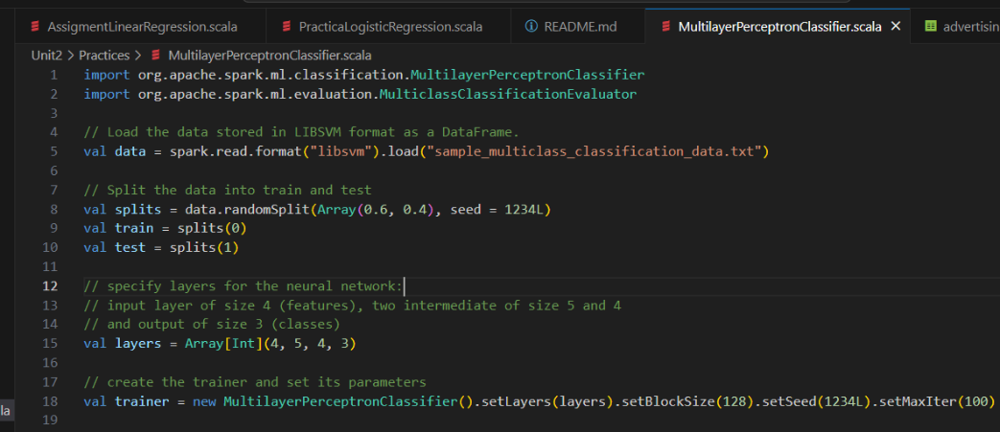 AssigmentLinearRegression.scala PracticaLogisticRegression.scala README.md MultilayerPerceptronClassifier.scala × advertisin
Unit2 > Practices > MultilayerPerceptronClassifier.scala
1 import org.apache.spark.ml.classification.MultilayerPerceptronClassifier
2 import org.apache.spark.ml.evaluation.MulticlassClassificationEvaluator
3
4 // Load the data stored in LIBSVM format as a DataFrame.
5 val data = spark.read.format("libsvm").load("sample_multiclass_classification_data.txt")
6
7 // Split the data into train and test
8 val splits = data.randomSplit(Array(0.6, 0.4), seed = 1234L)
9 val train = splits(0)
10 val test = splits(1)
11
12 // specify layers for the neural network:
13 // input layer of size 4 (features), two intermediate of size 5 and 4
14 // and output of size 3 (classes)
15 val layers = Array[Int](4, 5, 4, 3)
16
17 // create the trainer and set its parameters
18 val trainer = new MultilayerPerceptronClassifier().setLayers(layers).setBlockSize(128).setSeed(1234L).setMaxIter(100)
la
19